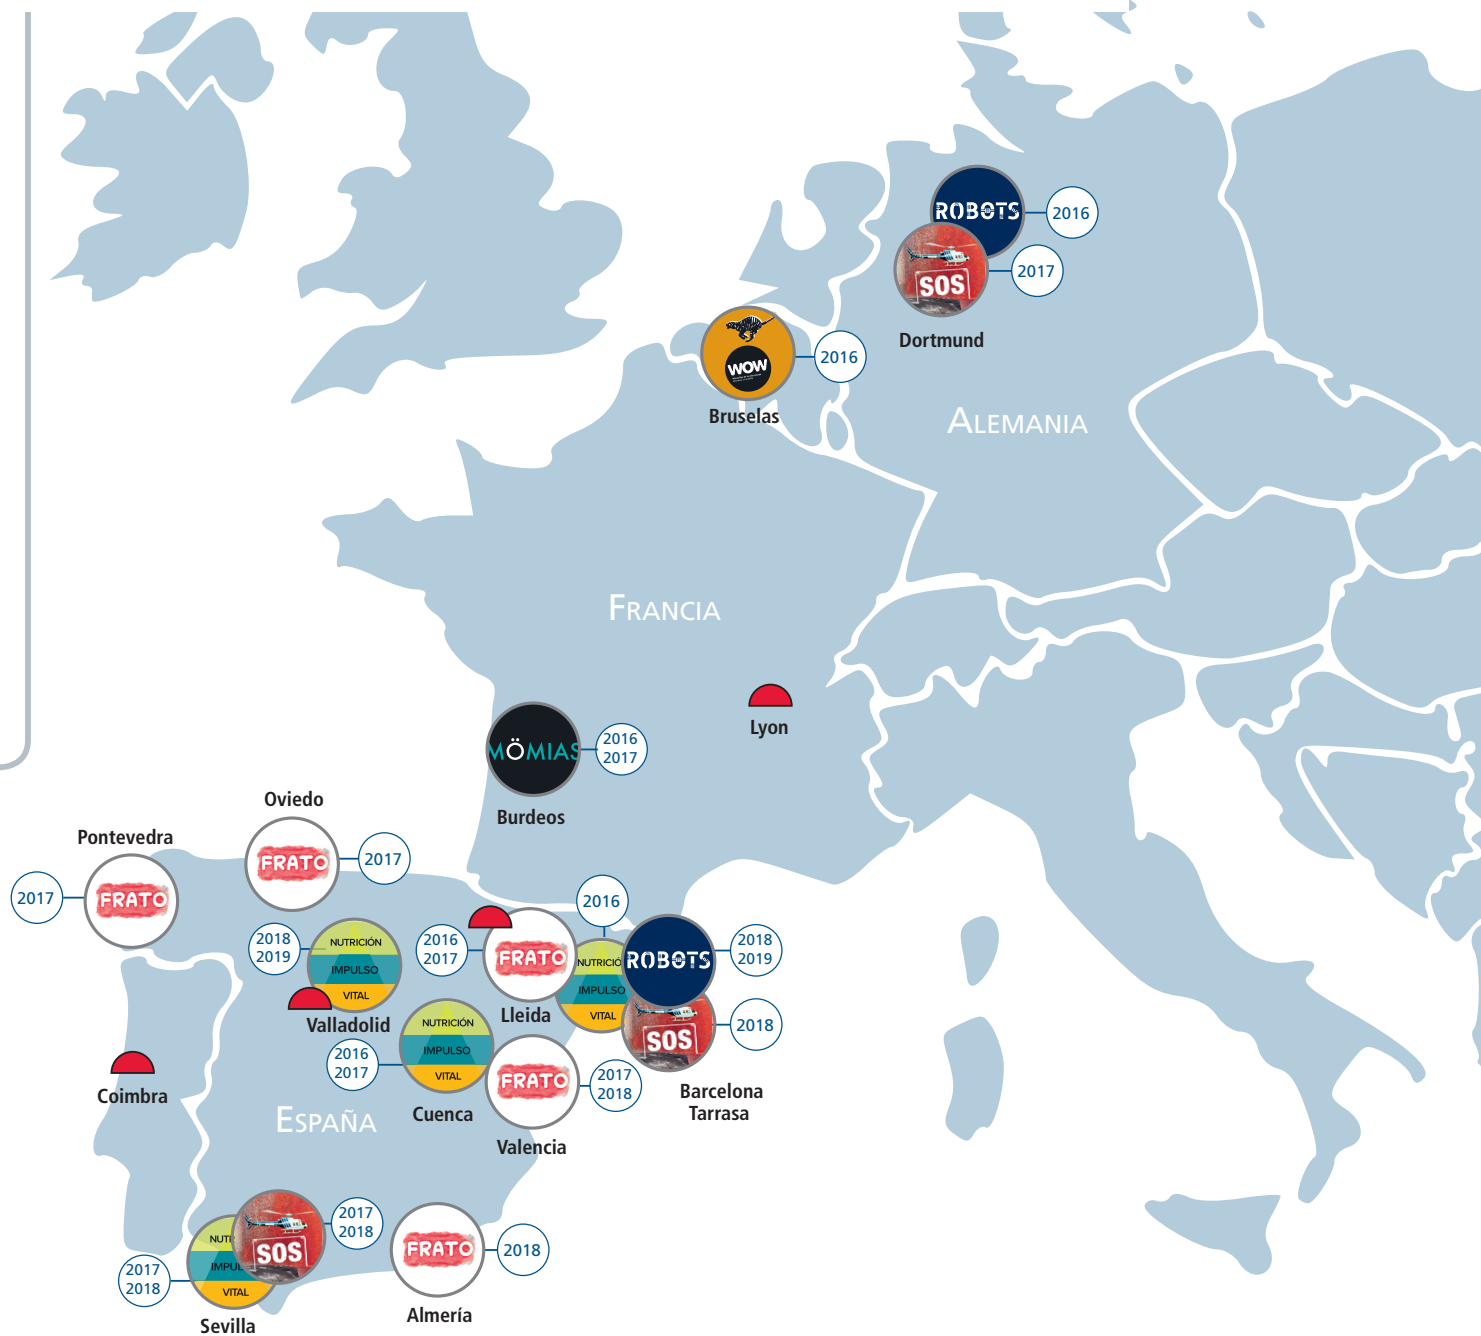 ROBOTS
2016
SOS
2017
Dortmund
WOW
2016
Bruselas
ALEMANIA
FRANCIA
Lyon
MÖMIAS
2016
2017
Burdeos
Oviedo
FRATO
2017
Pontevedra
2017
FRATO
2018
2019
NUTRICIÓN
IMPULSO
VITAL
Valladolid
2016
2017
FRATO
Lleida
2016
NUTRICIÓ
IMPULSO
VITAL
ROBOTS
2018
2019
SOS
2018
Barcelona
Tarrasa
Coimbra
2016
2017
NUTRICIÓN
IMPULSO
VITAL
Cuenca
FRATO
2017
2018
Valencia
ESPAÑA
NUTR
IMPUL
VITAL
2017
2018
SOS
2017
2018
Sevilla
FRATO
2018
Almería